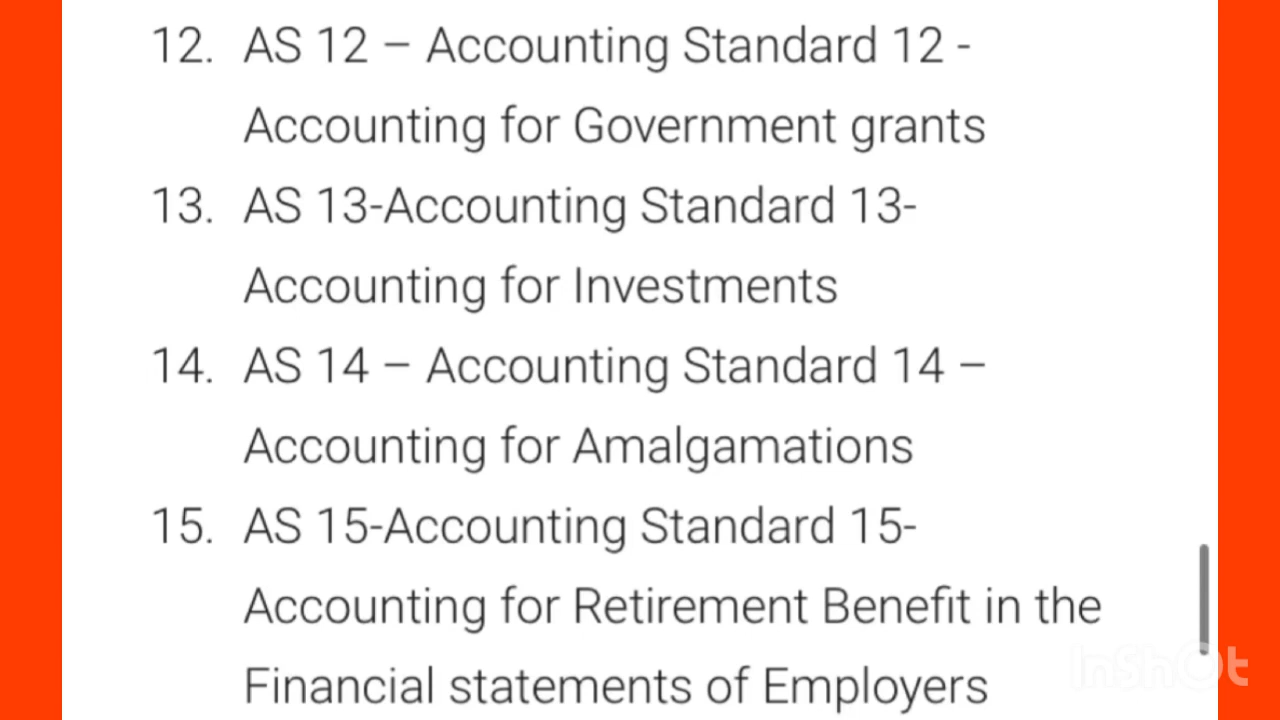 12. AS 12 – Accounting Standard 12 -
Accounting for Government grants
13. AS 13-Accounting Standard 13-
Accounting for Investments
14. AS 14 – Accounting Standard 14 –
Accounting for Amalgamations
15. AS 15-Accounting Standard 15-
Accounting for Retirement Benefit in the
Financial statements of Employers
InShOt